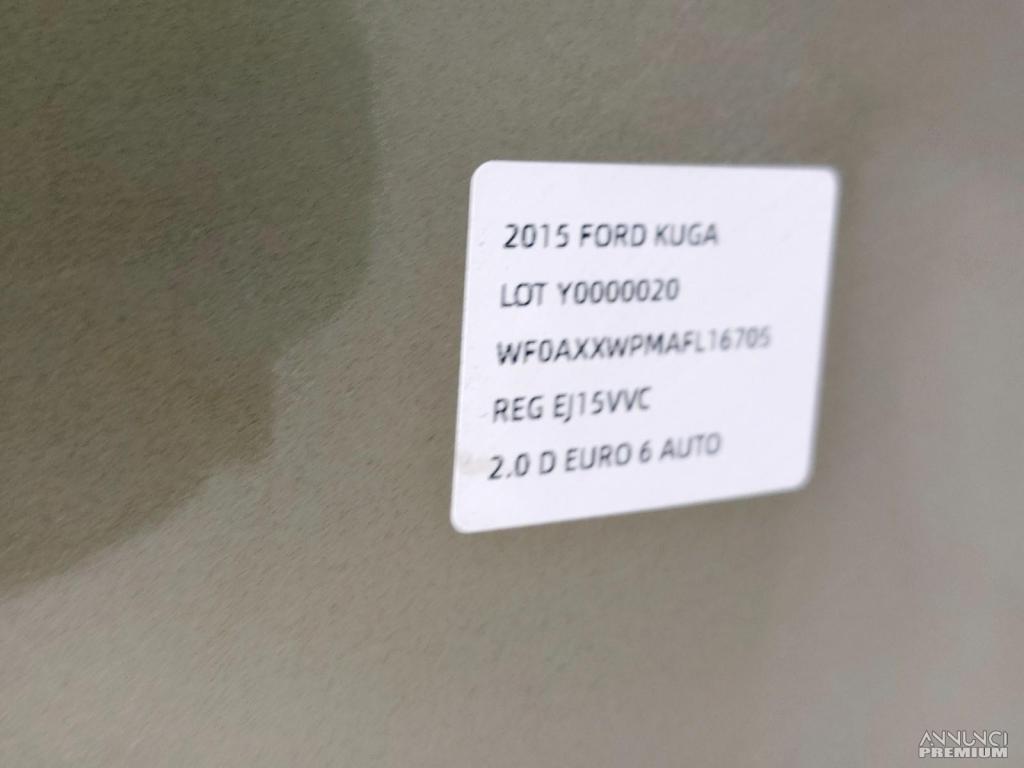 2015 FORD KUGA
LOT Y0000020
WF0AXXWPMAFL16705
REG EJ15VVC
2.0 D EURO 6 AUTO
ANNUNCI
PREMIUM